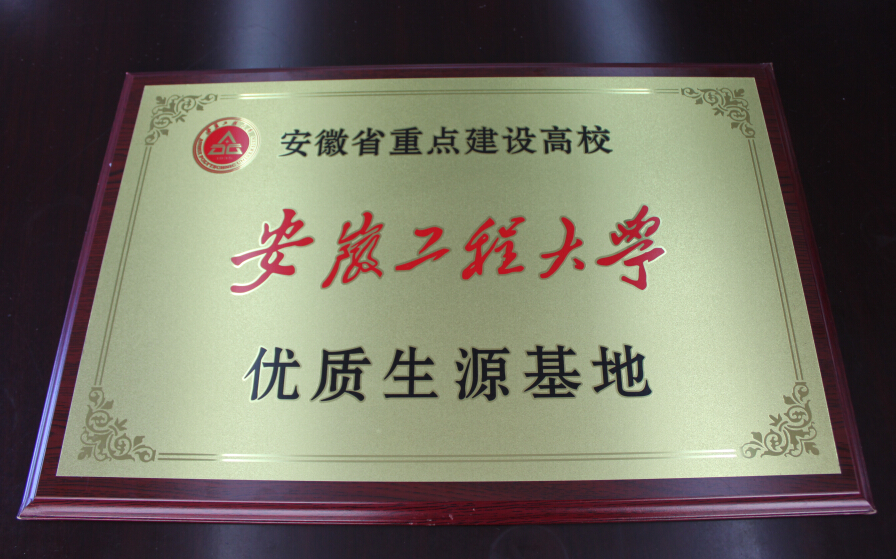 安徽省重点建设高校
安徽工程大學
优质生源基地